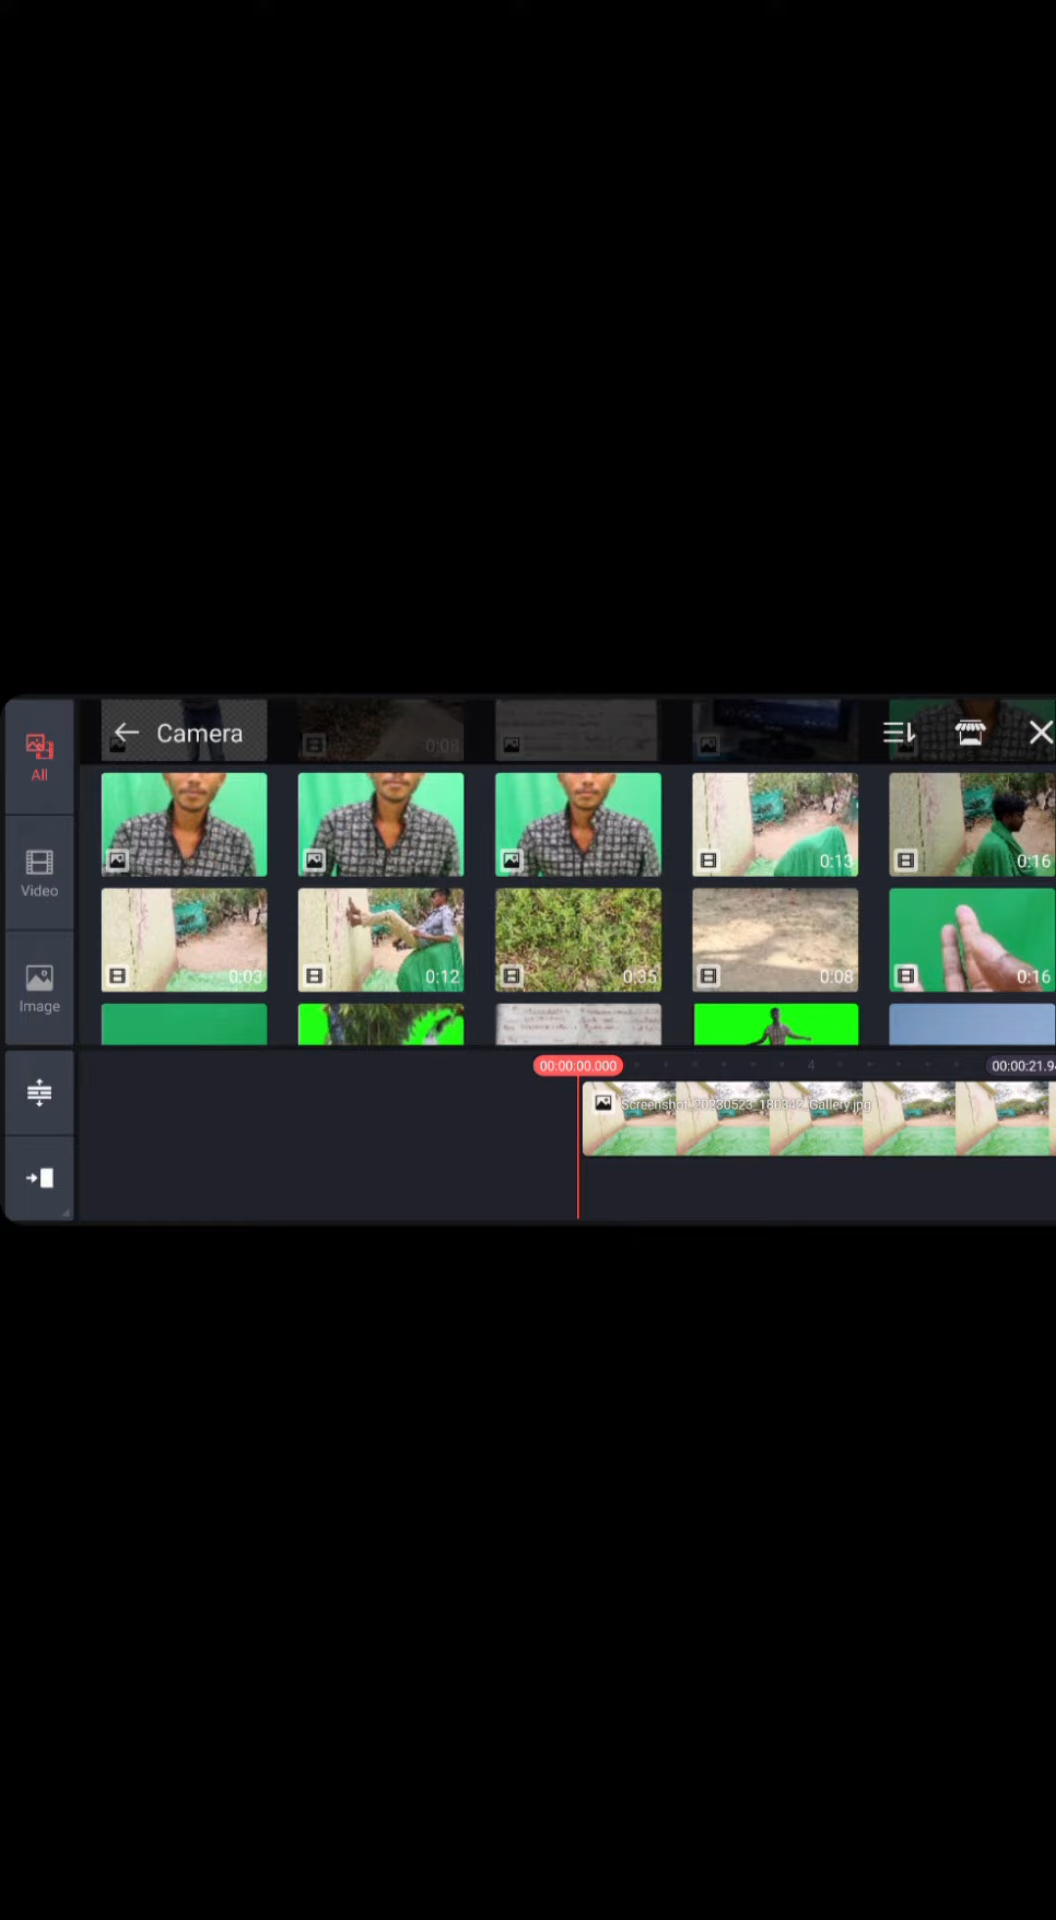 Camera
0:08
All
0:13
0:16
Video
0:03
0:12
0:35
0:08
0:16
Image
00:00:00.000
4
00:00:21.94
Screenshot_20230523_180342_Gallery.jpg